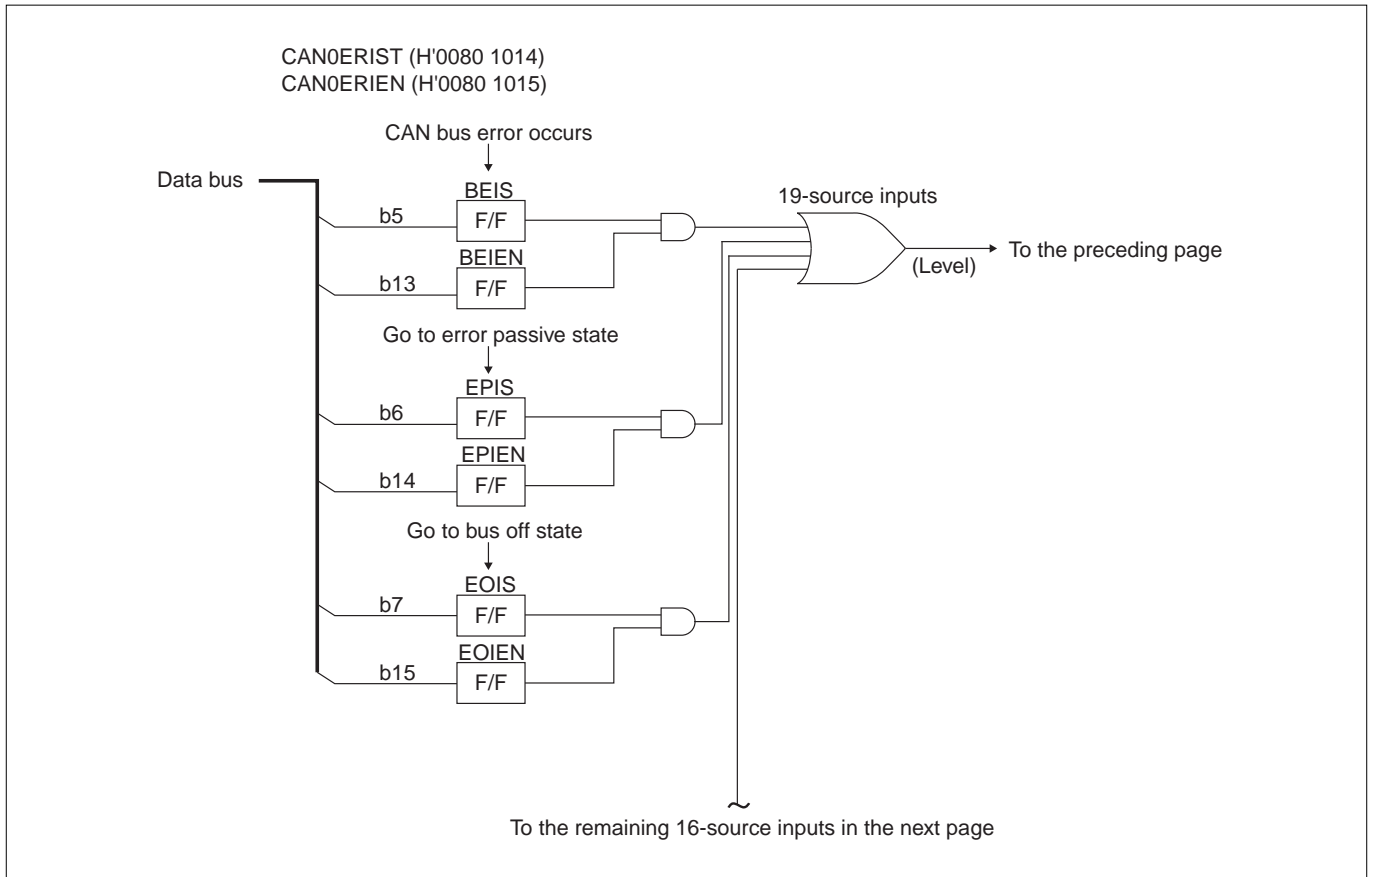 CAN0ERIST (H'0080 1014)
CAN0ERIEN (H'0080 1015)
CAN bus error occurs
Data bus
BEIS
19-source inputs
b5
F/F
BEIEN
To the preceding page
(Level)
b13
F/F
Go to error passive state
EPIS
b6
F/F
EPIEN
b14
F/F
Go to bus off state
EOIS
b7
F/F
EOIEN
b15
F/F
To the remaining 16-source inputs in the next page